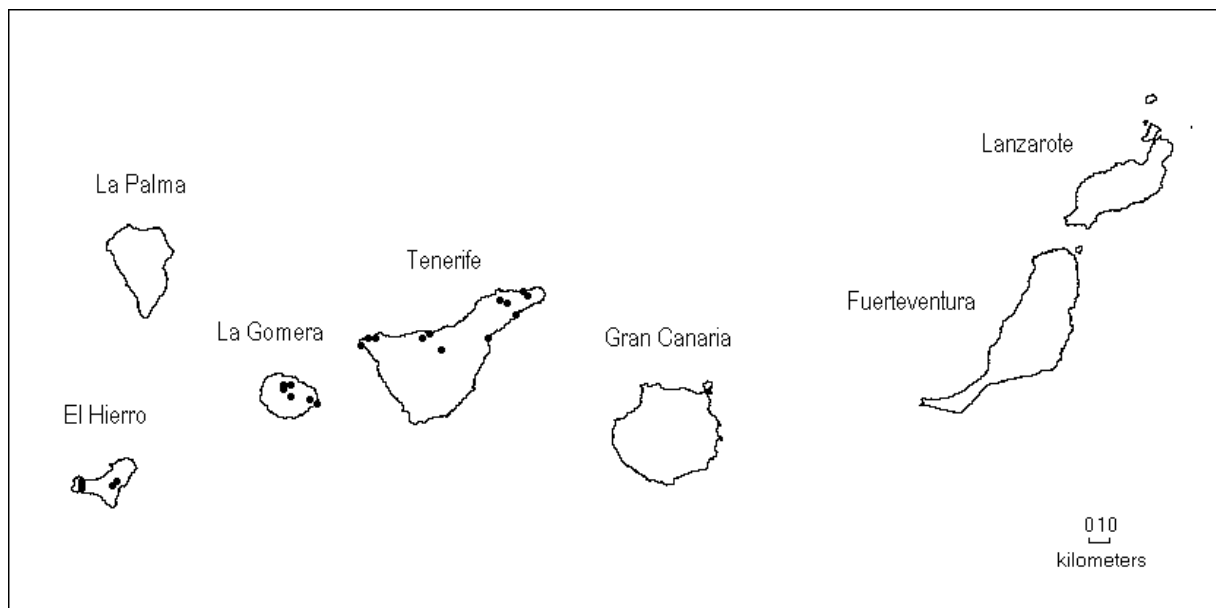 Lanzarote
La Palma
Tenerife
Fuerteventura
La Gomera
Gran Canaria
El Hierro
0 10
kilometers